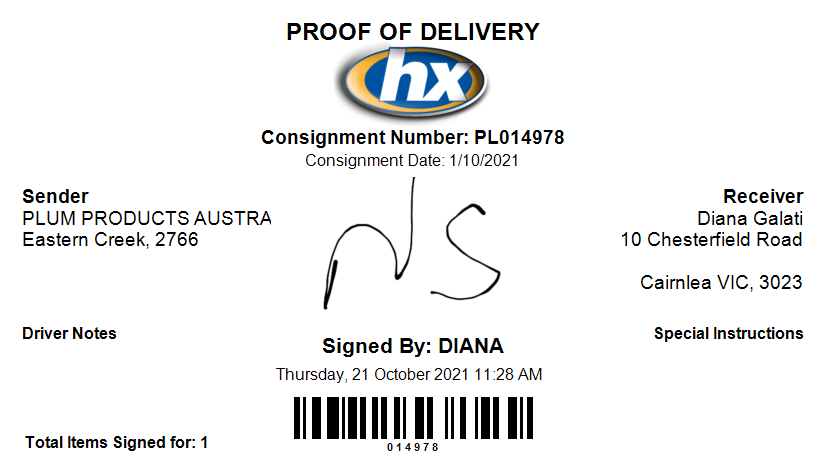 PROOF OF DELIVERY
hx
Consignment Number: PL014978
Consignment Date: 1/10/2021
Sender
PLUM PRODUCTS AUSTRA
Eastern Creek, 2766
Receiver
Diana Galati
10 Chesterfield Road
Cairnlea VIC, 3023
NS
Driver Notes
Special Instructions
Signed By: DIANA
Thursday, 21 October 2021 11:28 AM
014978
Total Items Signed for: 1